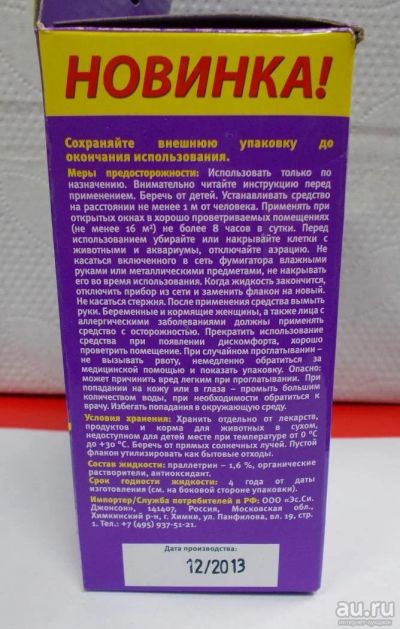 НОВИНКА!
Сохраняйте внешнюю упаковку до
окончания использования.
Меры предосторожности: Использовать только по
назначению. Внимательно читайте инструкцию перед
применением. Беречь от детей. Устанавливать средство
на расстоянии не менее 1 м от человека. Применять при
открытых окнах в хорошо проветриваемых помещениях
(не менее 16 м²) не более 8 часов в сутки. Перед
использованием убирайте или накрывайте клетки с
животными и аквариумы, отключайте аэрацию. Не
касаться включенного в сеть фумигатора влажными
руками или металлическими предметами, не накрывать
его во время использования. Когда жидкость закончится,
отключить прибор из сети и заменить флакон на новый.
Не касаться стержня. После применения средства вымыть
руки. Беременные и кормящие женщины, а также лица с
аллергическими заболеваниями должны применять
средство с осторожностью. Прекратить использование
средства при появлении дискомфорта, хорошо
проветрить помещение. При случайном проглатывании –
не вызывать рвоту, немедленно обратиться за
медицинской помощью и показать упаковку. Опасно:
может причинить вред легким при проглатывании. При
попадании на кожу или в глаза – промыть большим
количеством воды, при необходимости обратиться к
врачу. Избегать попадания в окружающую среду.
Условия хранения: Хранить отдельно от лекарств,
продуктов и корма для животных в сухом,
недоступном для детей месте при температуре от 0 °С
до +30 °С. Беречь от прямых солнечных лучей. Пустой
флакон утилизировать как бытовые отходы.
Состав жидкости: праллетрин – 1,6 %, органические
растворители, антиоксидант.
Срок годности жидкости: 4 года от даты
изготовления (см. на боковой стороне упаковки).
Импортер/Служба потребителей в РФ: ООО «Эс.Си.
Джонсон», 141407, Россия, Московская обл.,
Химкинский р-н, г. Химки, ул. Панфилова, вл. 19, стр.
1. Тел.: +7 (495) 937-51-21.
Дата производства:
12/2013
au.ru
интернет-аукцион